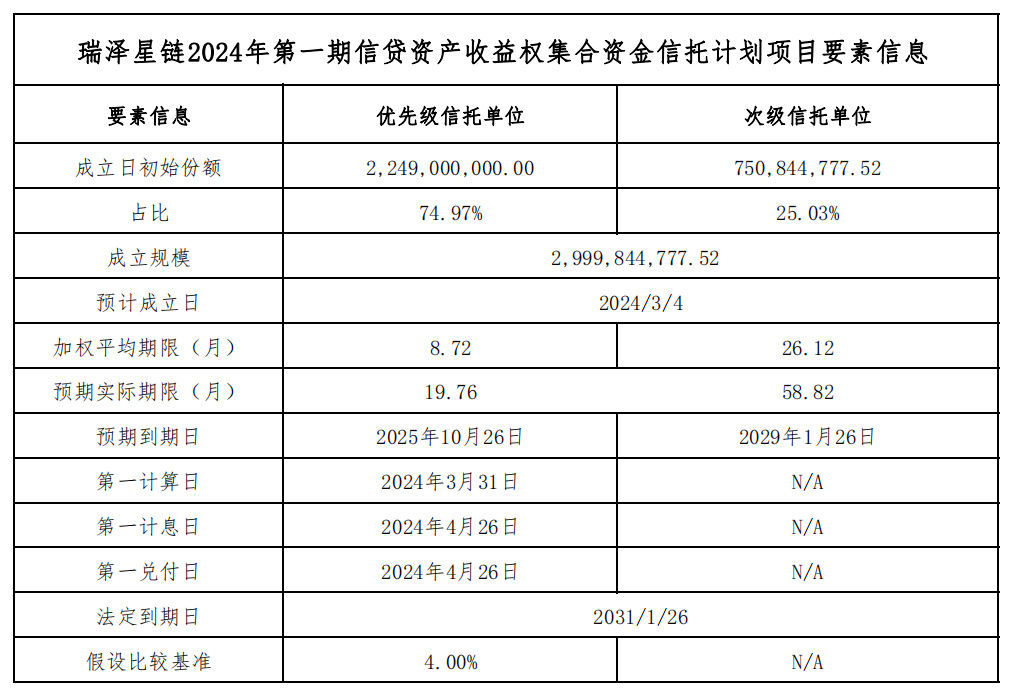 瑞泽星链2024年第一期信贷资产收益权集合资金信托计划项目要素信息
要素信息 优先级信托单位 次级信托单位
成立日初始份额 2,249,000,000.00 750,844,777.52
占比 74.97% 25.03%
成立规模 2,999,844,777.52
预计成立日 2024/3/4
加权平均期限（月） 8.72 26.12
预期实际期限（月） 19.76 58.82
预期到期日 2025年10月26日 2029年1月26日
第一计算日 2024年3月31日 N/A
第一计息日 2024年4月26日 N/A
第一兑付日 2024年4月26日 N/A
法定到期日 2031/1/26
假设比较基准 4.00% N/A